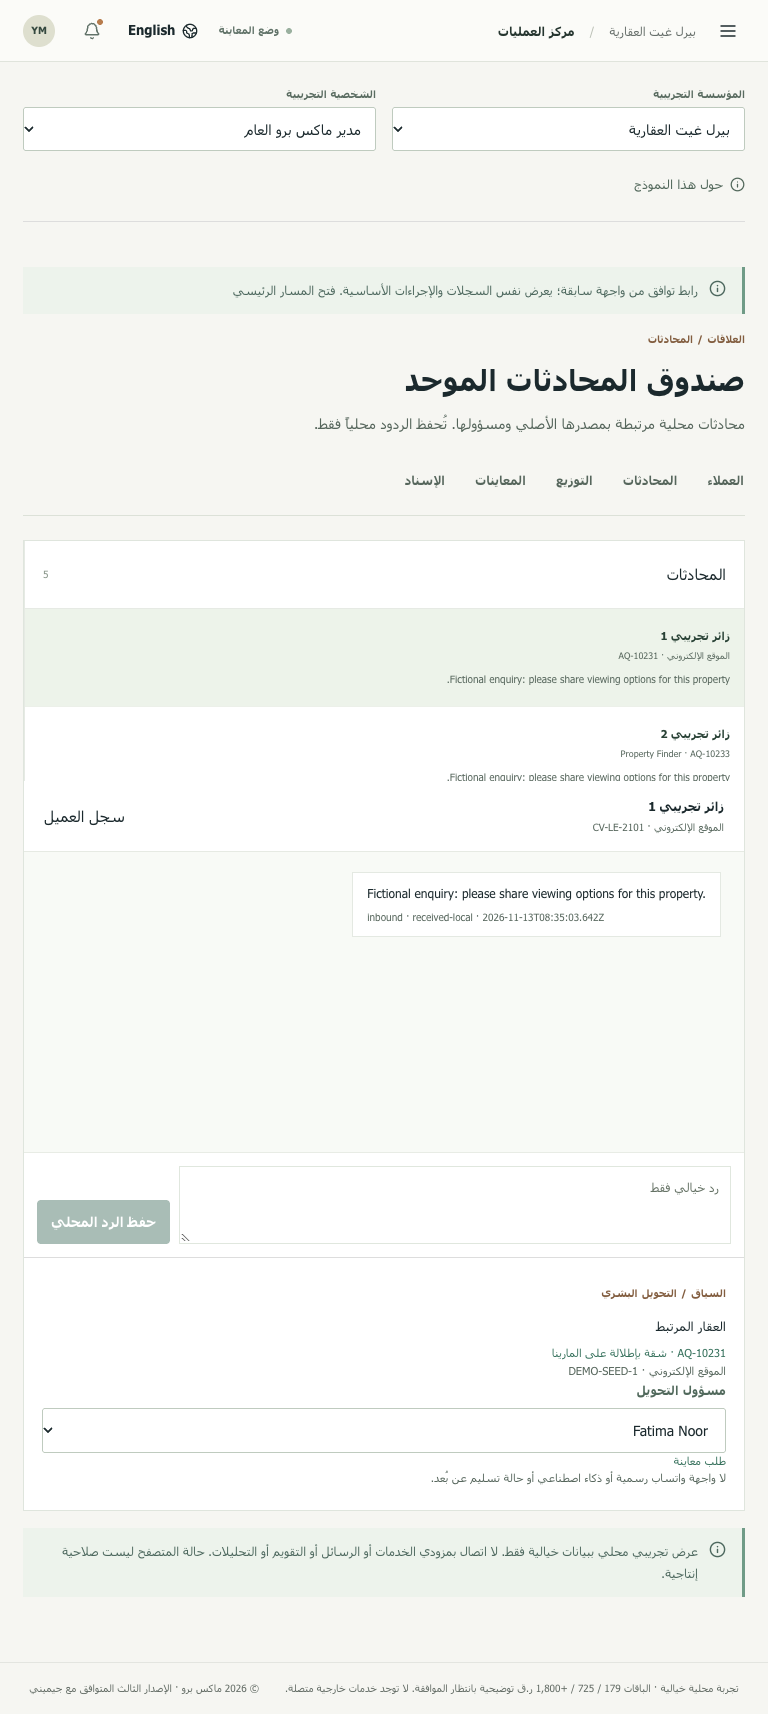 بيرل غيت العقارية / مركز العمليات
وضع المعاينة
English
YM
المؤسسة التجريبية
بيرل غيت العقارية
الشخصية التجريبية
مدير ماكس برو العام
حول هذا النموذج
رابط توافق من واجهة سابقة؛ يعرض نفس السجلات والإجراءات الأساسية. فتح المسار الرئيسي
العلاقات / المحادثات
صندوق المحادثات الموحد
محادثات محلية مرتبطة بمصدرها الأصلي ومسؤولها. تُحفظ الردود محلياً فقط.
العملاء المحادثات التوزيع المعاينات الإسناد
المحادثات
5
زائر تجريبي 1
الموقع الإلكتروني · AQ-10231
Fictional enquiry: please share viewing options for this property.
زائر تجريبي 2
Property Finder · AQ-10233
Fictional enquiry: please share viewing options for this property.
زائر تجريبي 1
الموقع الإلكتروني · CV-LE-2101
سجل العميل
Fictional enquiry: please share viewing options for this property.
inbound · received-local · 2026-11-13T08:35:03.642Z
رد خيالي فقط
حفظ الرد المحلي
السياق / التحويل البشري
العقار المرتبط
AQ-10231 · شقة بإطلالة على المارينا
الموقع الإلكتروني · DEMO-SEED-1
مسؤول التحويل
Fatima Noor
طلب معاينة
لا واجهة واتساب رسمية أو ذكاء اصطناعي أو حالة تسليم عن بُعد.
عرض تجريبي محلي ببيانات خيالية فقط. لا اتصال بمزودي الخدمات أو الرسائل أو التقويم أو التحليلات. حالة المتصفح ليست صلاحية
إنتاجية.
تجربة محلية خيالية · الباقات 179 / 725 / +1,800 ر.ق توضيحية بانتظار الموافقة. لا توجد خدمات خارجية متصلة.
© 2026 ماكس برو · الإصدار الثالث المتوافق مع جيميني